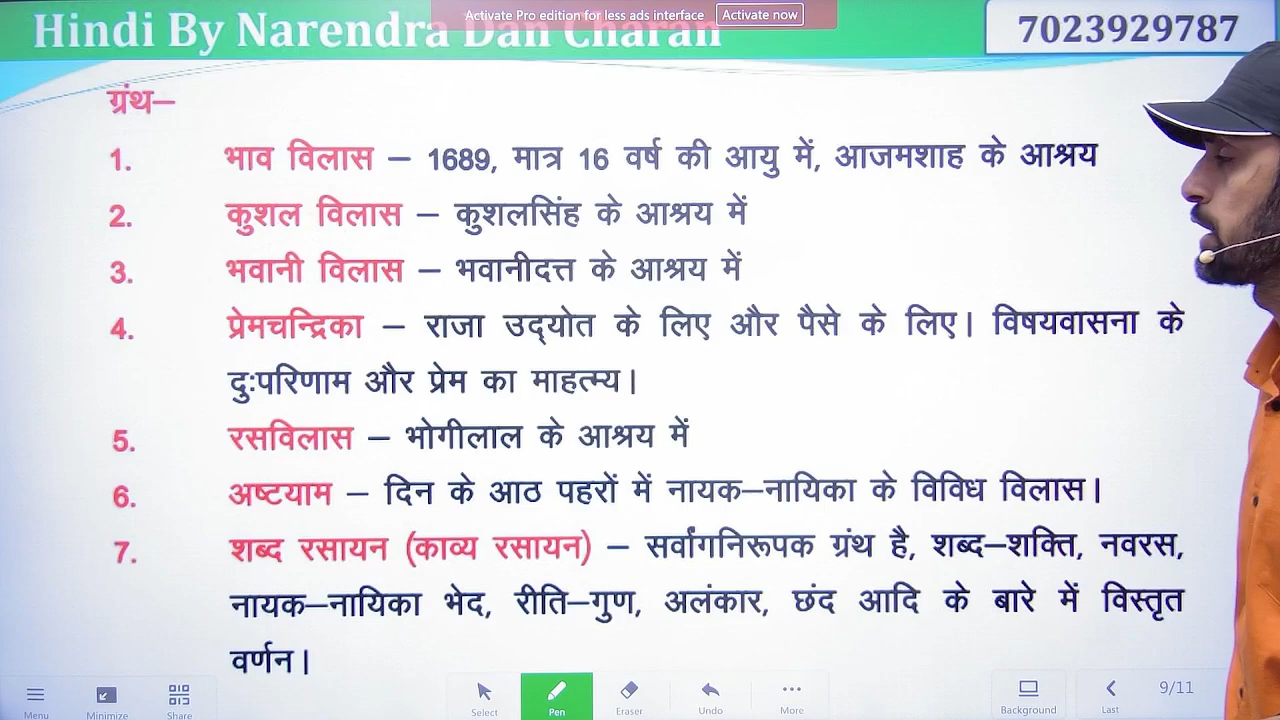 Activate Pro edition for less ads interface Activate now
Hindi By Narendra Dan Charan 7023929787
ग्रंथ–
1. भाव विलास – 1689, मात्र 16 वर्ष की आयु में, आजमशाह के आश्रय
2. कुशल विलास – कुशलसिंह के आश्रय में
3. भवानी विलास – भवानीदत्त के आश्रय में
4. प्रेमचन्द्रिका – राजा उद्‌योत के लिए और पैसे के लिए। विषयवासना के
दुःपरिणाम और प्रेम का माहत्म्य।
5. रसविलास – भोगीलाल के आश्रय में
6. अष्टयाम – दिन के आठ पहरों में नायक–नायिका के विविध विलास।
7. शब्द रसायन (काव्य रसायन) – सर्वांगनिरूपक ग्रंथ है, शब्द–शक्ति, नवरस,
नायक–नायिका भेद, रीति–गुण, अलंकार, छंद आदि के बारे में विस्तृत
वर्णन।
Menu Minimize Share Select Pen Eraser Undo More Background Last 9/11